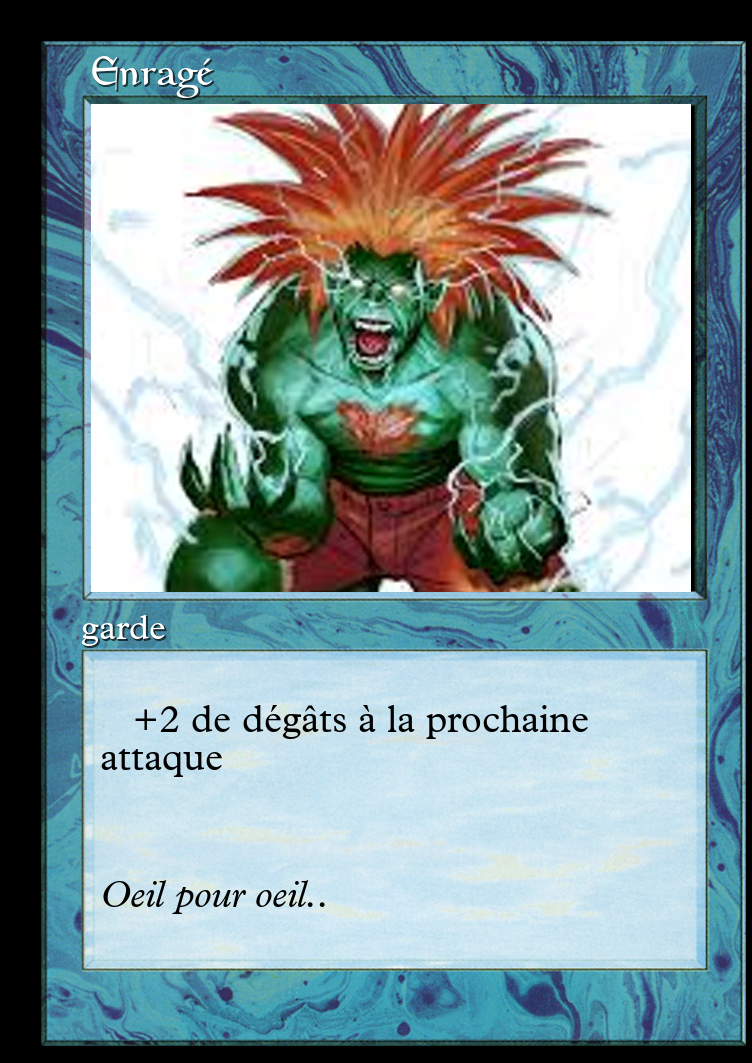 Enragé
garde
+2 de dégâts à la prochaine
attaque
Oeil pour oeil..